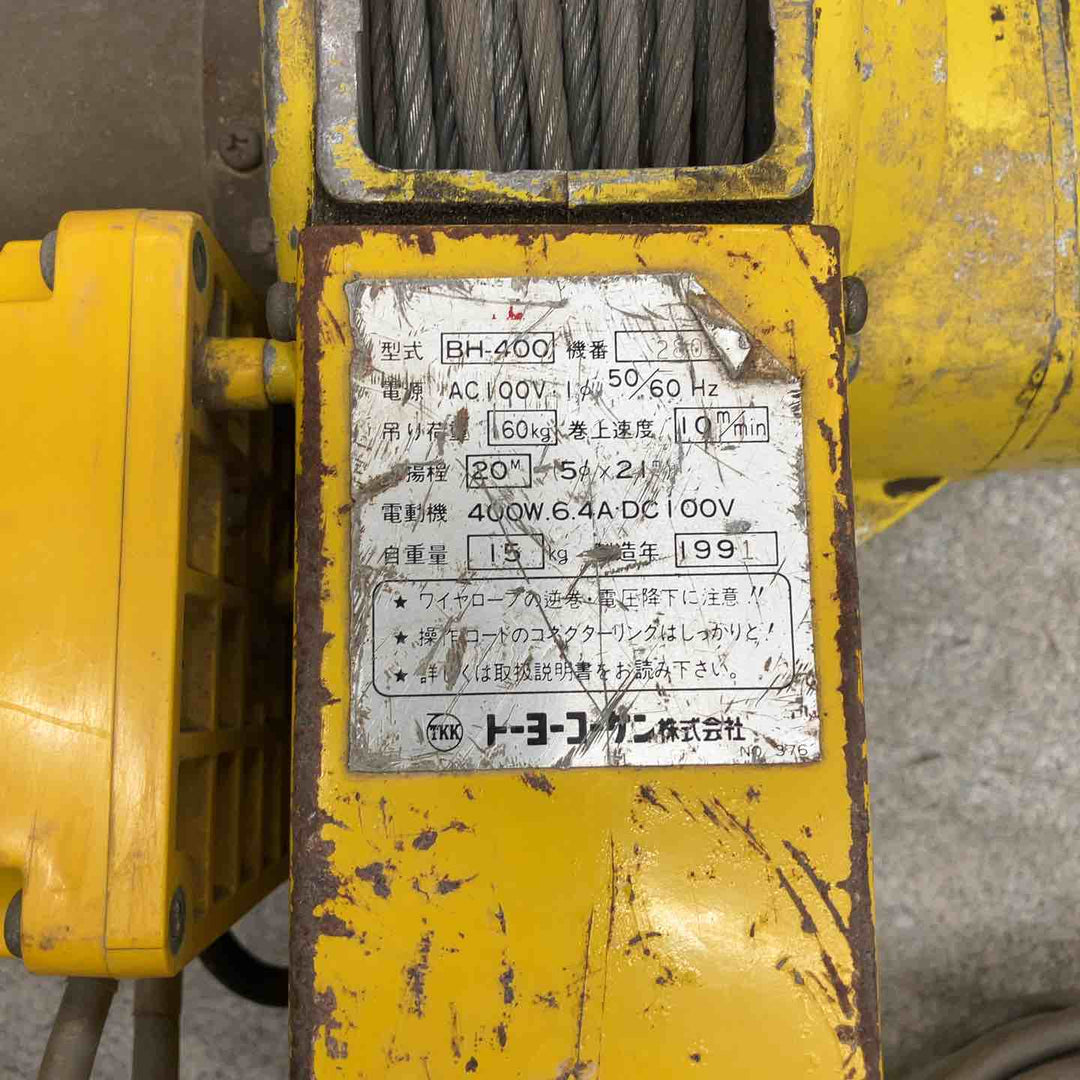 型式 BH-400 機番
電源 AC100V・1φ 50/60 Hz
吊り荷重 160kg 巻上速度 10m/min
揚程 20M (5φ×21m)
電動機 400W.6.4A.DC100V
自重量 15 kg 製造年 1991
★ ワイヤロープの逆巻・電圧降下に注意!!
★ 操作コードのコネクターリングはしっかりと!
★ 詳しくは取扱説明書をお読み下さい。
TKK トーヨーコーケン株式会社
NO 376